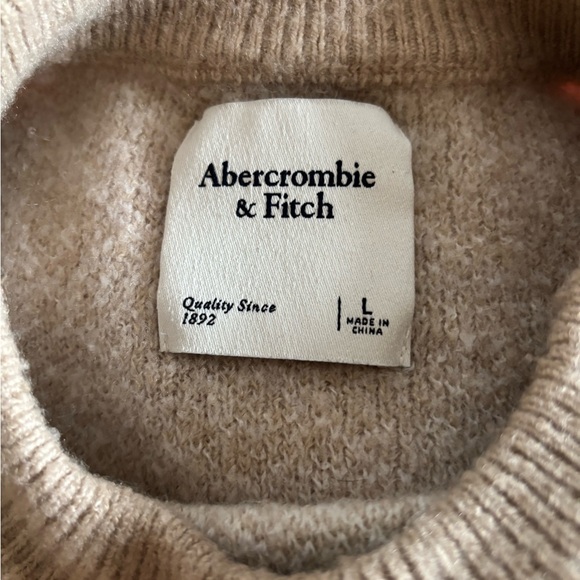 Abercrombie
& Fitch
Quality Since
1892
L
MADE IN
CHINA